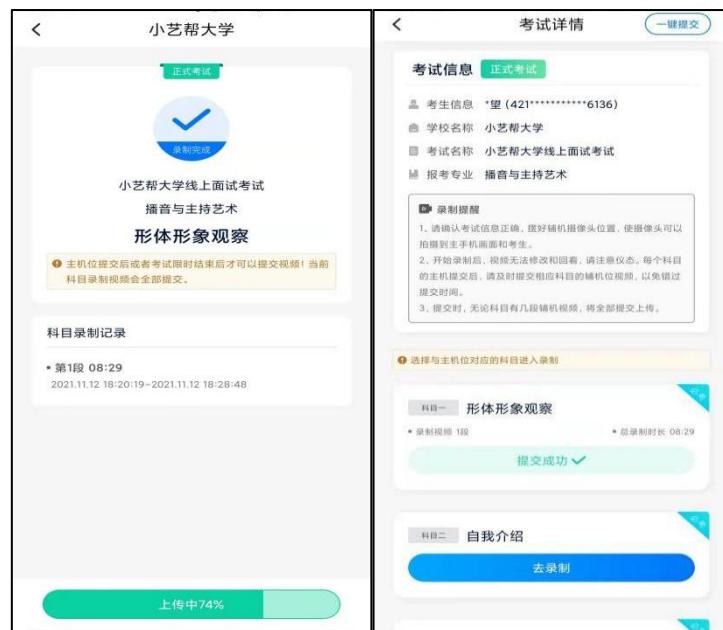 小艺帮大学
正式考试
录制完成
小艺帮大学线上面试考试
播音与主持艺术
形体形象观察
主机位提交后或者考试限时结束后才可以提交视频！当前
科目录制视频会全部提交。
科目录制记录
• 第1段 08:29
2021.11.12 18:20:19~2021.11.12 18:28:48
上传中74%
考试详情
一键提交
考试信息 正式考试
考生信息 *望 (421***********6136)
学校名称 小艺帮大学
考试名称 小艺帮大学线上面试考试
报考专业 播音与主持艺术
录制提醒
1、请确认考试信息正确，摆好辅机摄像头位置，使摄像头可以
拍摄到主手机画面和考生。
2、开始录制后，视频无法修改和回看，请注意仪态。每个科目
的主机提交后，请及时提交相应科目的辅机位视频，以免错过
提交时间。
3、提交时，无论科目有几段辅机视频，将全部提交上传。
选择与主机位对应的科目进入录制
科目一 形体形象观察
• 录制视频 1段 • 总录制时长 08:29
提交成功
科目二 自我介绍
去录制